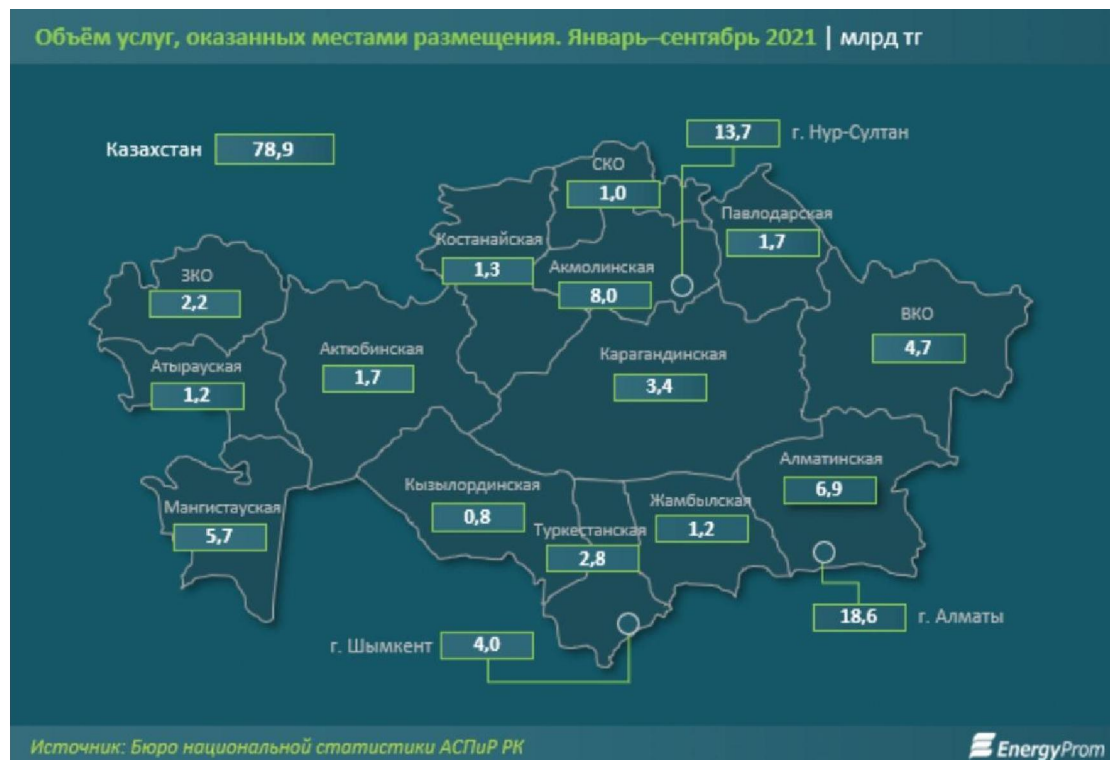 Объём услуг, оказанных местами размещения. Январь–сентябрь 2021 | млрд тг
13,7 г. Нур-Султан
Казахстан 78,9
СКО
1,0
Павлодарская
1,7
Костанайская
1,3
Акмолинская
8,0
ЗКО
2,2
ВКО
4,7
Актюбинская
1,7
Карагандинская
3,4
Атырауская
1,2
Алматинская
6,9
Кызылординская
0,8
Жамбылская
1,2
Мангистауская
5,7
Туркестанская
2,8
18,6 г. Алматы
г. Шымкент 4,0
Источник: Бюро национальной статистики АСПиР РК
EnergyProm